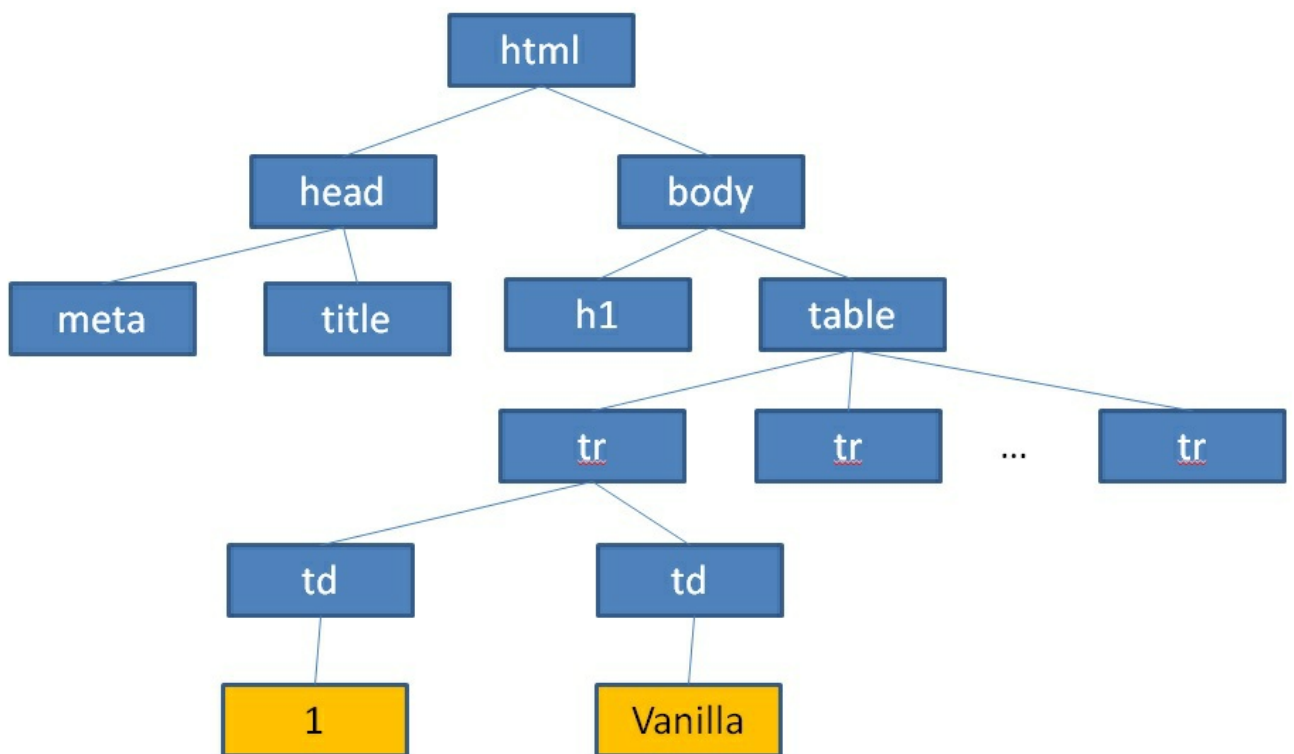 html
head
body
meta
title
h1
table
tr
tr
...
tr
td
td
1
Vanilla